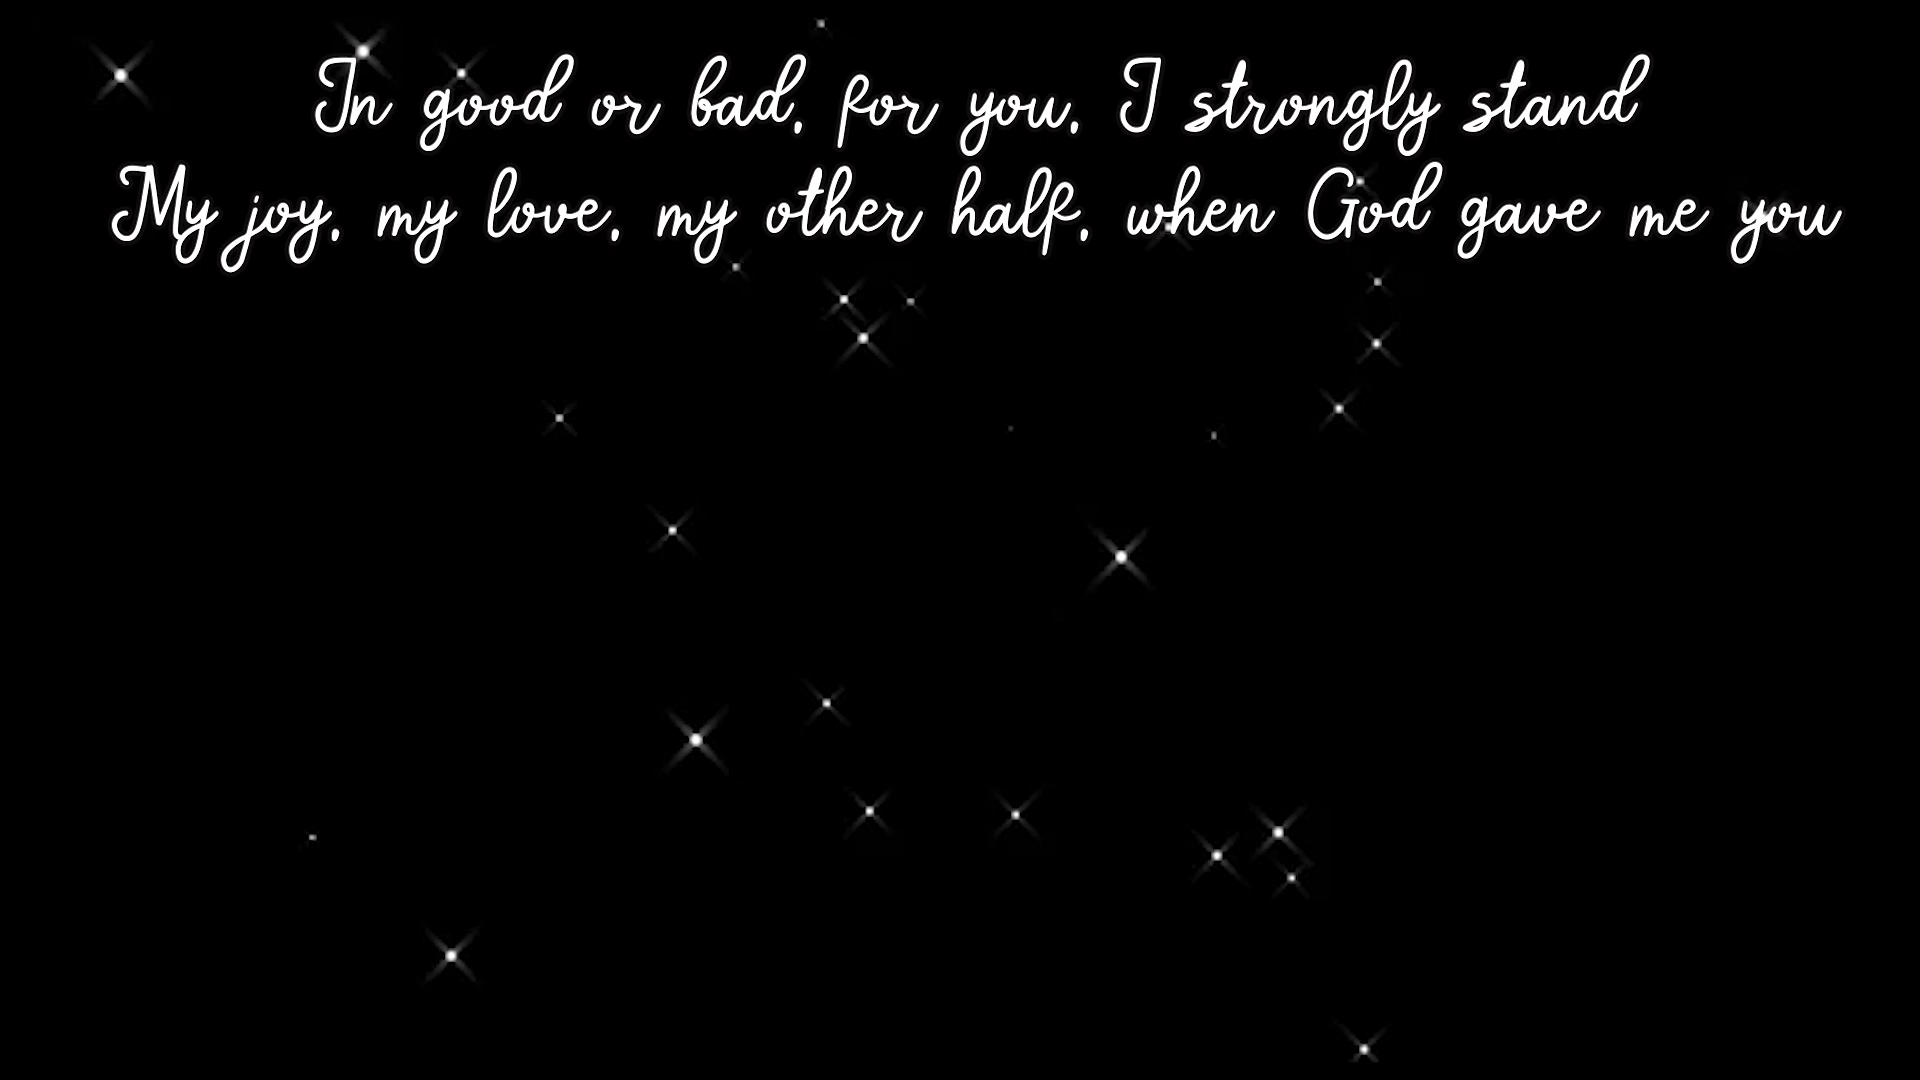 In good or bad, for you, I strongly stand
My joy, my love, my other half, when God gave me you